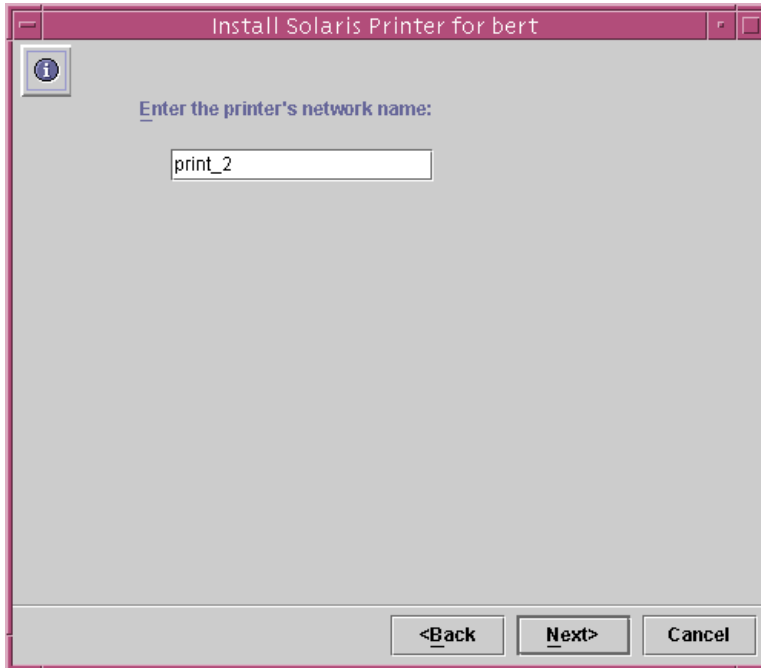 Install Solaris Printer for bert
Enter the printer's network name:
print_2
<Back Next> Cancel